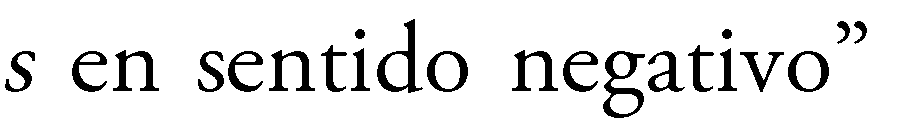 s en sentido negativo”